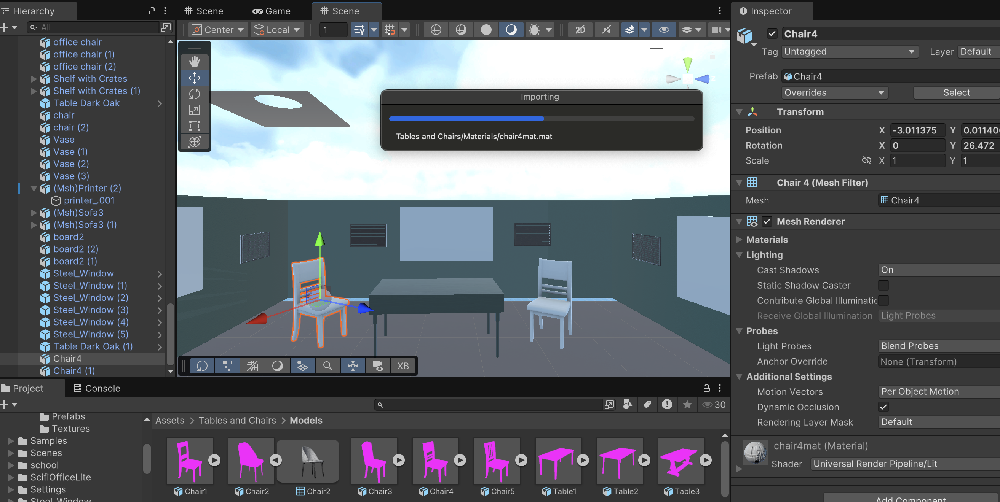 Hierarchy
All
office chair
office chair (1)
office chair (2)
Shelf with Crates
Shelf with Crates (1)
Table Dark Oak
chair
chair (2)
Vase
Vase (1)
Vase (2)
Vase (3)
(Msh)Printer (2)
printer_.001
(Msh)Sofa3
(Msh)Sofa3 (1)
board2
board2 (2)
board2 (1)
Steel_Window
Steel_Window (1)
Steel_Window (2)
Steel_Window (3)
Steel_Window (4)
Steel_Window (5)
Table Dark Oak (1)
Chair4
Chair4 (1)
Scene Game Scene
Center Local 1 2D
Importing
Tables and Chairs/Materials/chair4mat.mat
XB
Project Console
30
Prefabs
Textures
Samples
Scenes
school
ScifiOfficeLite
Settings
Steel_Window
Assets > Tables and Chairs > Models
Chair1 Chair2 Chair2 Chair3 Chair4 Chair5 Table1 Table2 Table3
Inspector
Chair4
Tag Untagged Layer Default
Prefab Chair4
Overrides Select
Transform
Position X -3.011375 Y 0.01140
Rotation X 0 Y 26.472
Scale X 1 Y 1
Chair 4 (Mesh Filter)
Mesh Chair4
Mesh Renderer
Materials
Lighting
Cast Shadows On
Static Shadow Caster
Contribute Global Illuminatic
Receive Global Illumination Light Probes
Probes
Light Probes Blend Probes
Anchor Override None (Transform)
Additional Settings
Motion Vectors Per Object Motion
Dynamic Occlusion
Rendering Layer Mask Default
chair4mat (Material)
Shader Universal Render Pipeline/Lit
Add Component